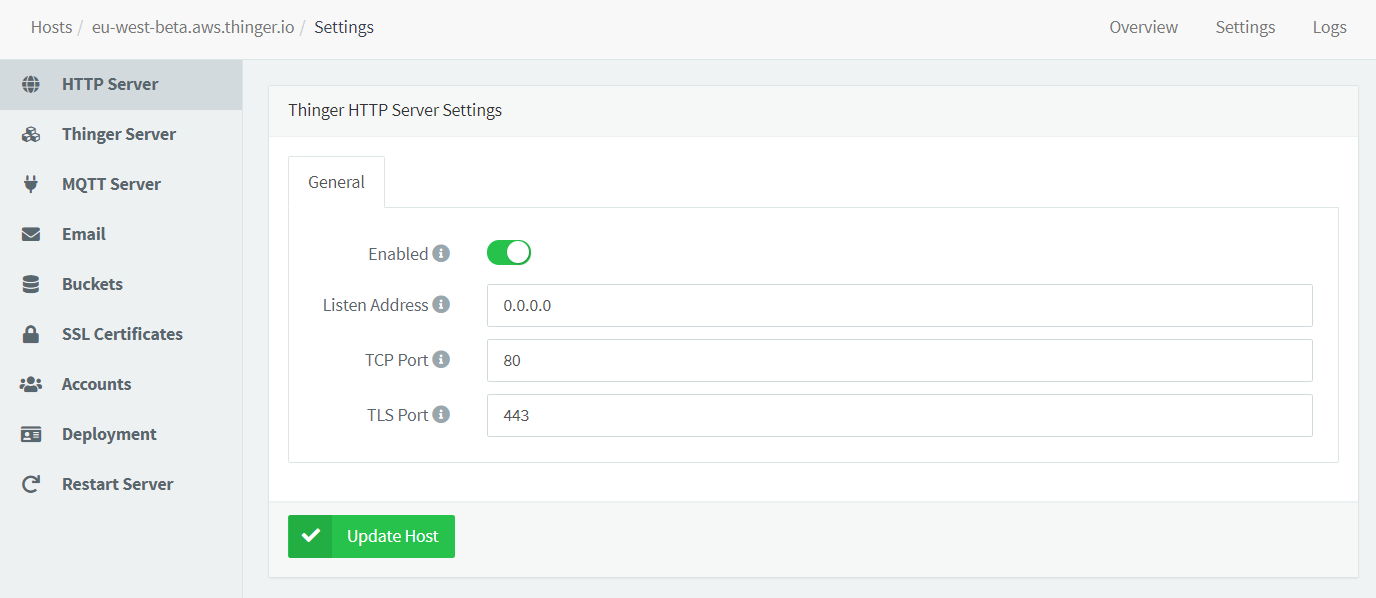 Hosts / eu-west-beta.aws.thinger.io / Settings
Overview Settings Logs
HTTP Server
Thinger Server
MQTT Server
Email
Buckets
SSL Certificates
Accounts
Deployment
Restart Server
Thinger HTTP Server Settings
General
Enabled
Listen Address 0.0.0.0
TCP Port 80
TLS Port 443
Update Host